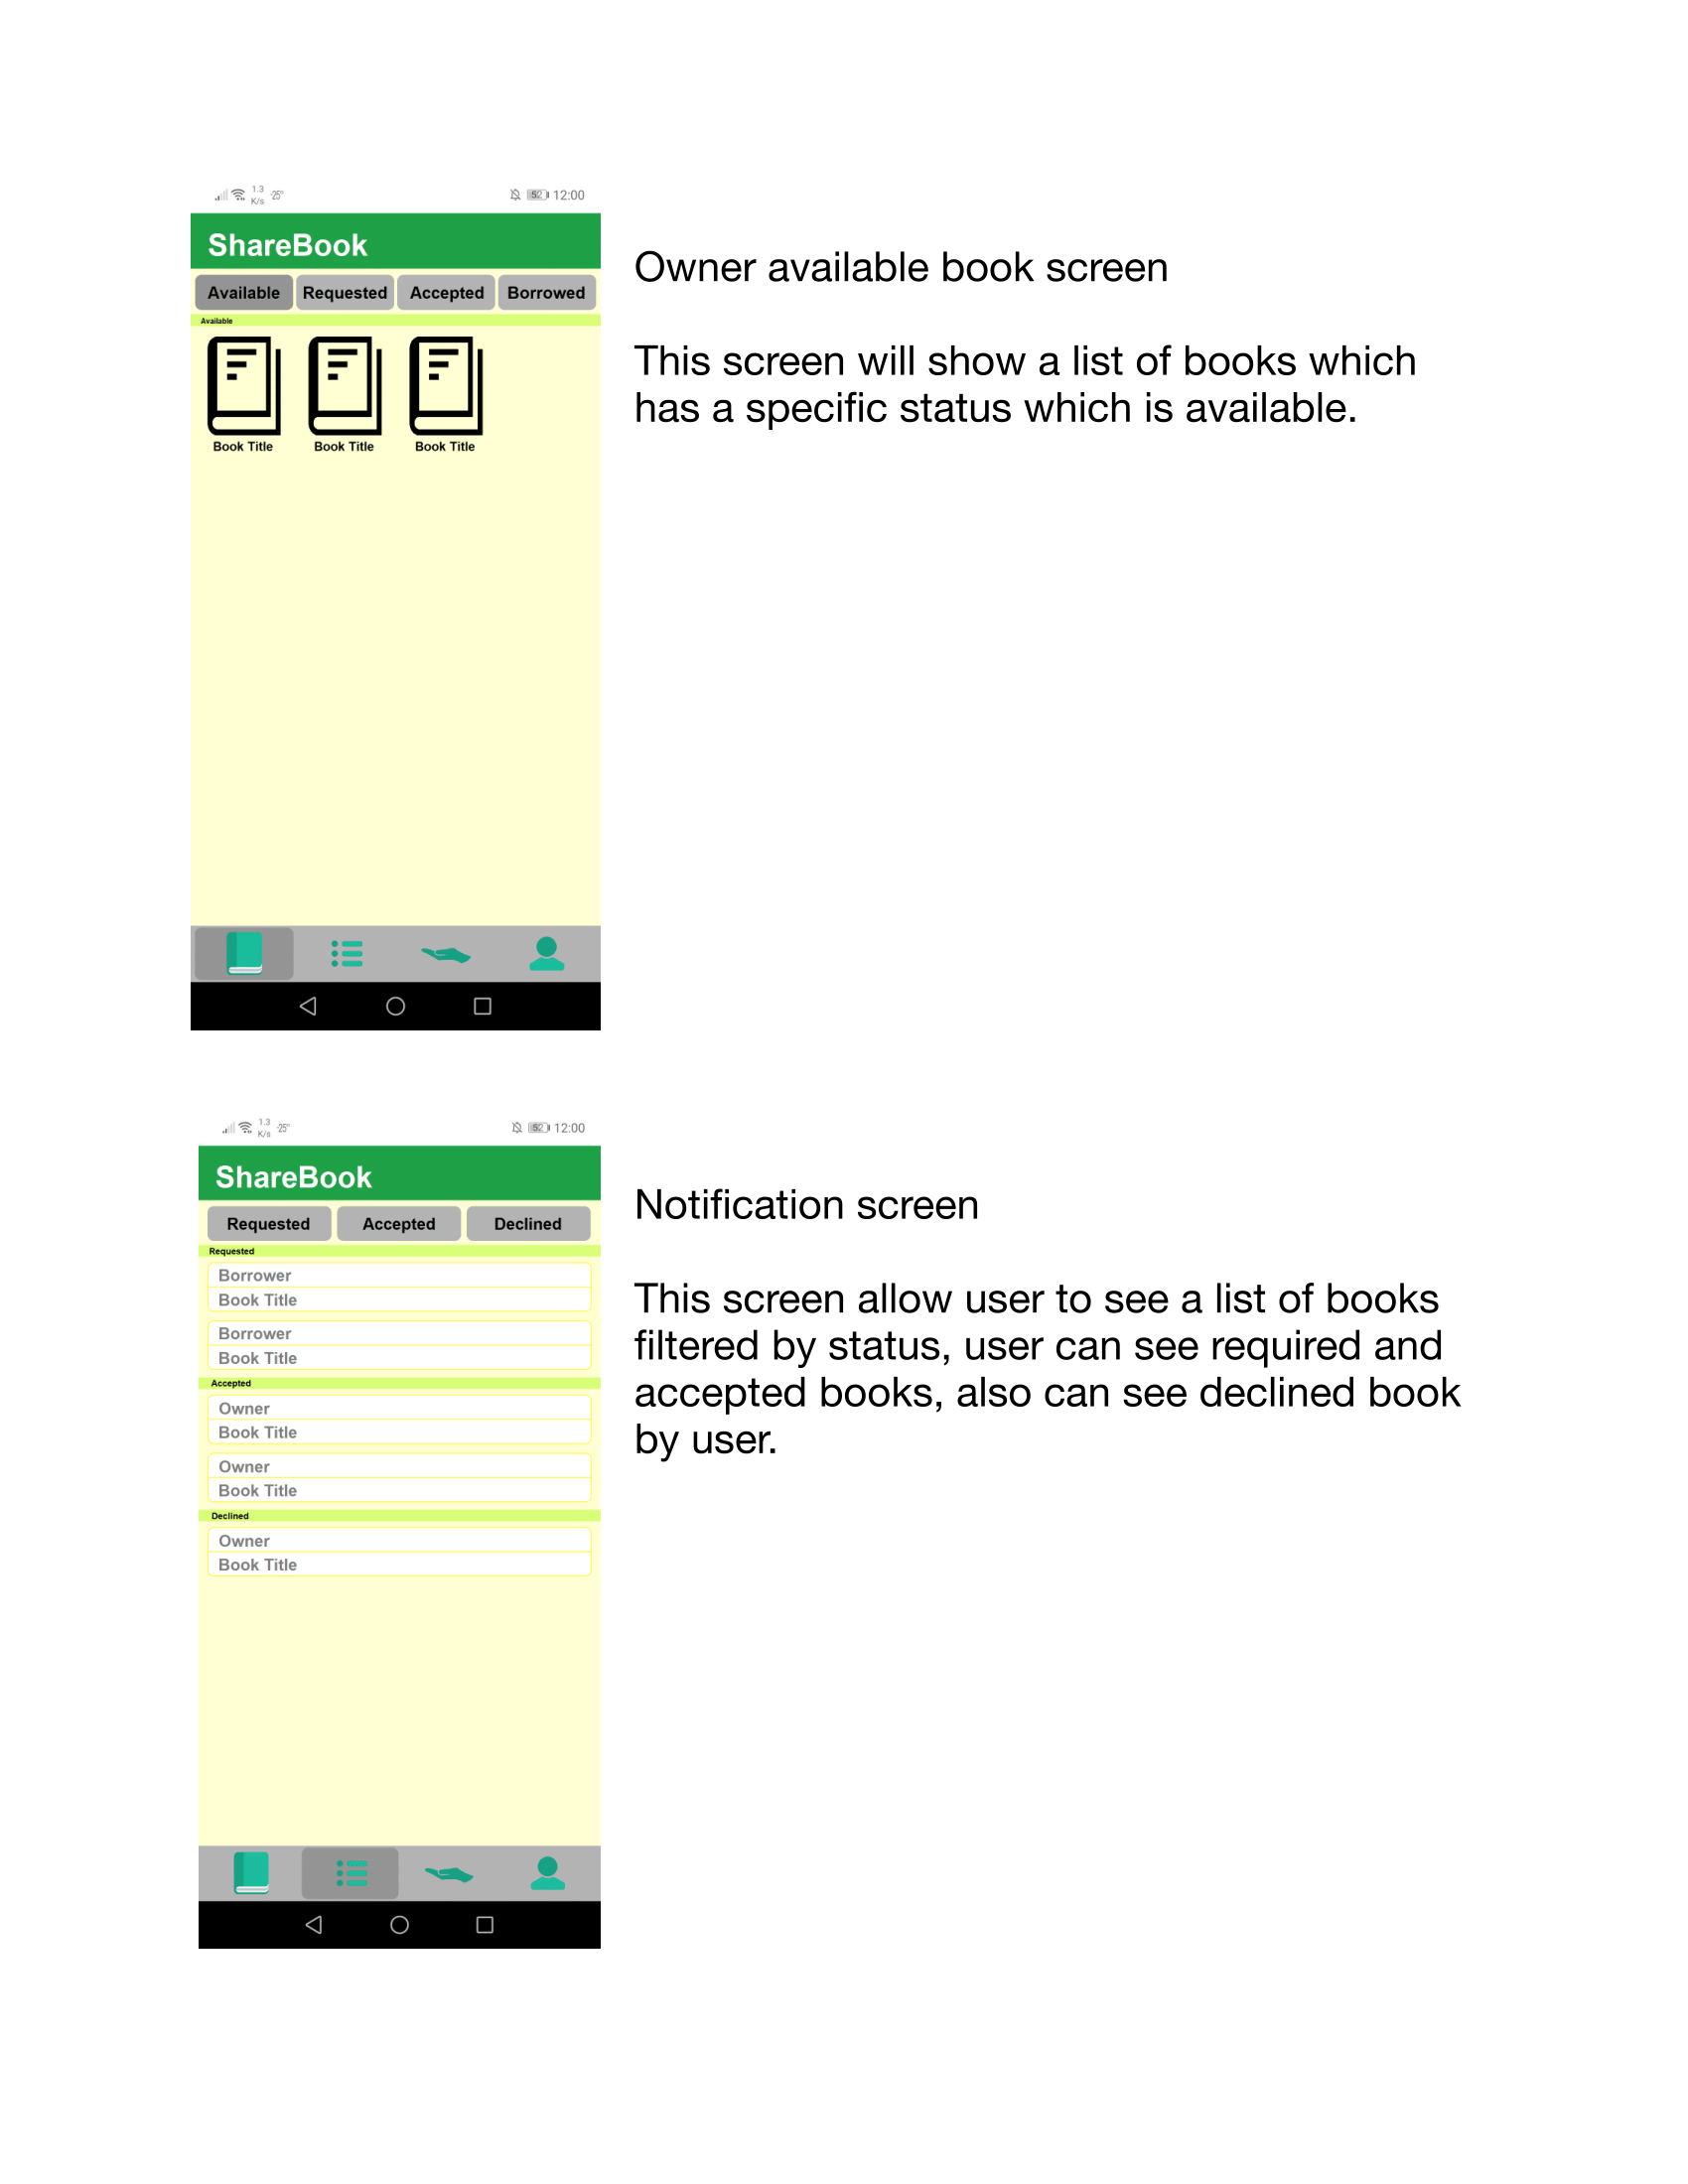 1.3
K/s
-25°
52
12:00
ShareBook
Available Requested Accepted Borrowed
Available
Book Title Book Title Book Title
Owner available book screen
This screen will show a list of books which
has a specific status which is available.
1.3
K/s
-25°
52
12:00
ShareBook
Requested Accepted Declined
Requested
Borrower
Book Title
Borrower
Book Title
Accepted
Owner
Book Title
Owner
Book Title
Declined
Owner
Book Title
Notification screen
This screen allow user to see a list of books
filtered by status, user can see required and
accepted books, also can see declined book
by user.